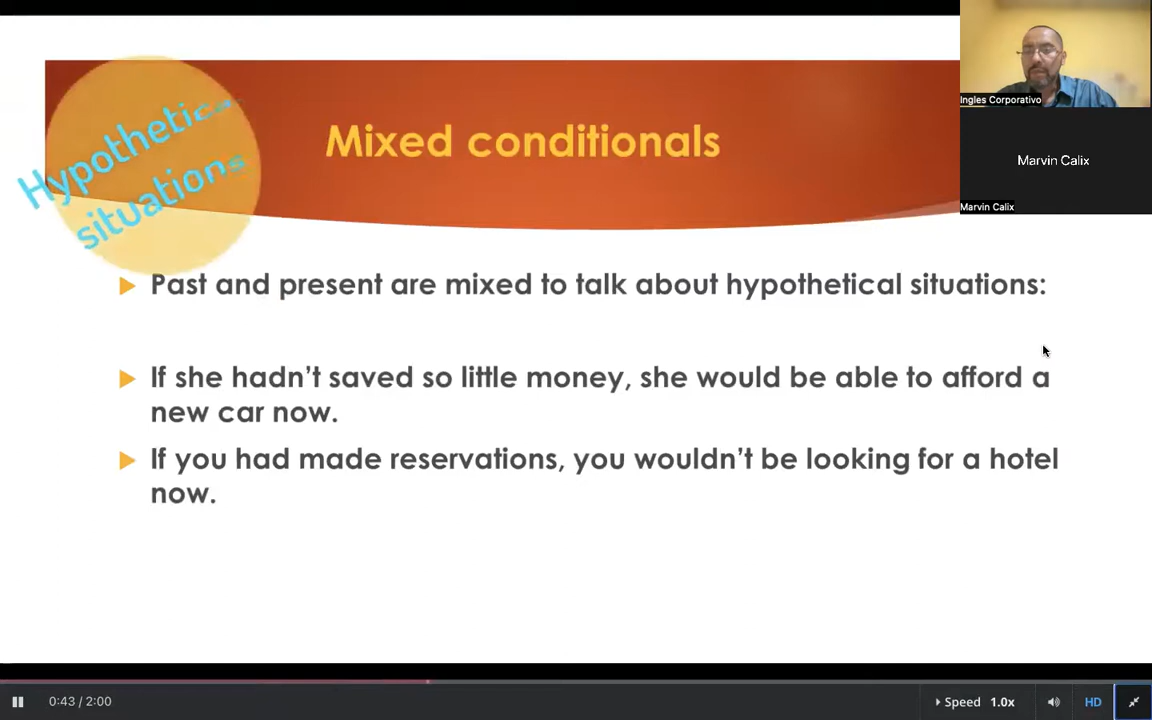 Hypothetical
situations
Mixed conditionals
Ingles Corporativo
Marvin Calix
Marvin Calix
Past and present are mixed to talk about hypothetical situations:
If she hadn't saved so little money, she would be able to afford a
new car now.
If you had made reservations, you wouldn't be looking for a hotel
now.
0:43 / 2:00
Speed 1.0x
HD